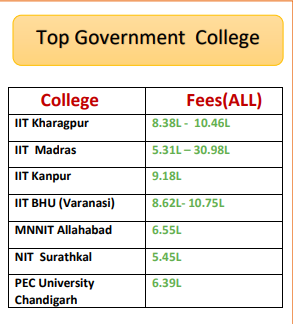 Top Government College
College Fees(ALL)
IIT Kharagpur 8.38L - 10.46L
IIT Madras 5.31L – 30.98L
IIT Kanpur 9.18L
IIT BHU (Varanasi) 8.62L- 10.75L
MNNIT Allahabad 6.55L
NIT Surathkal 5.45L
PEC University 6.39L
Chandigarh